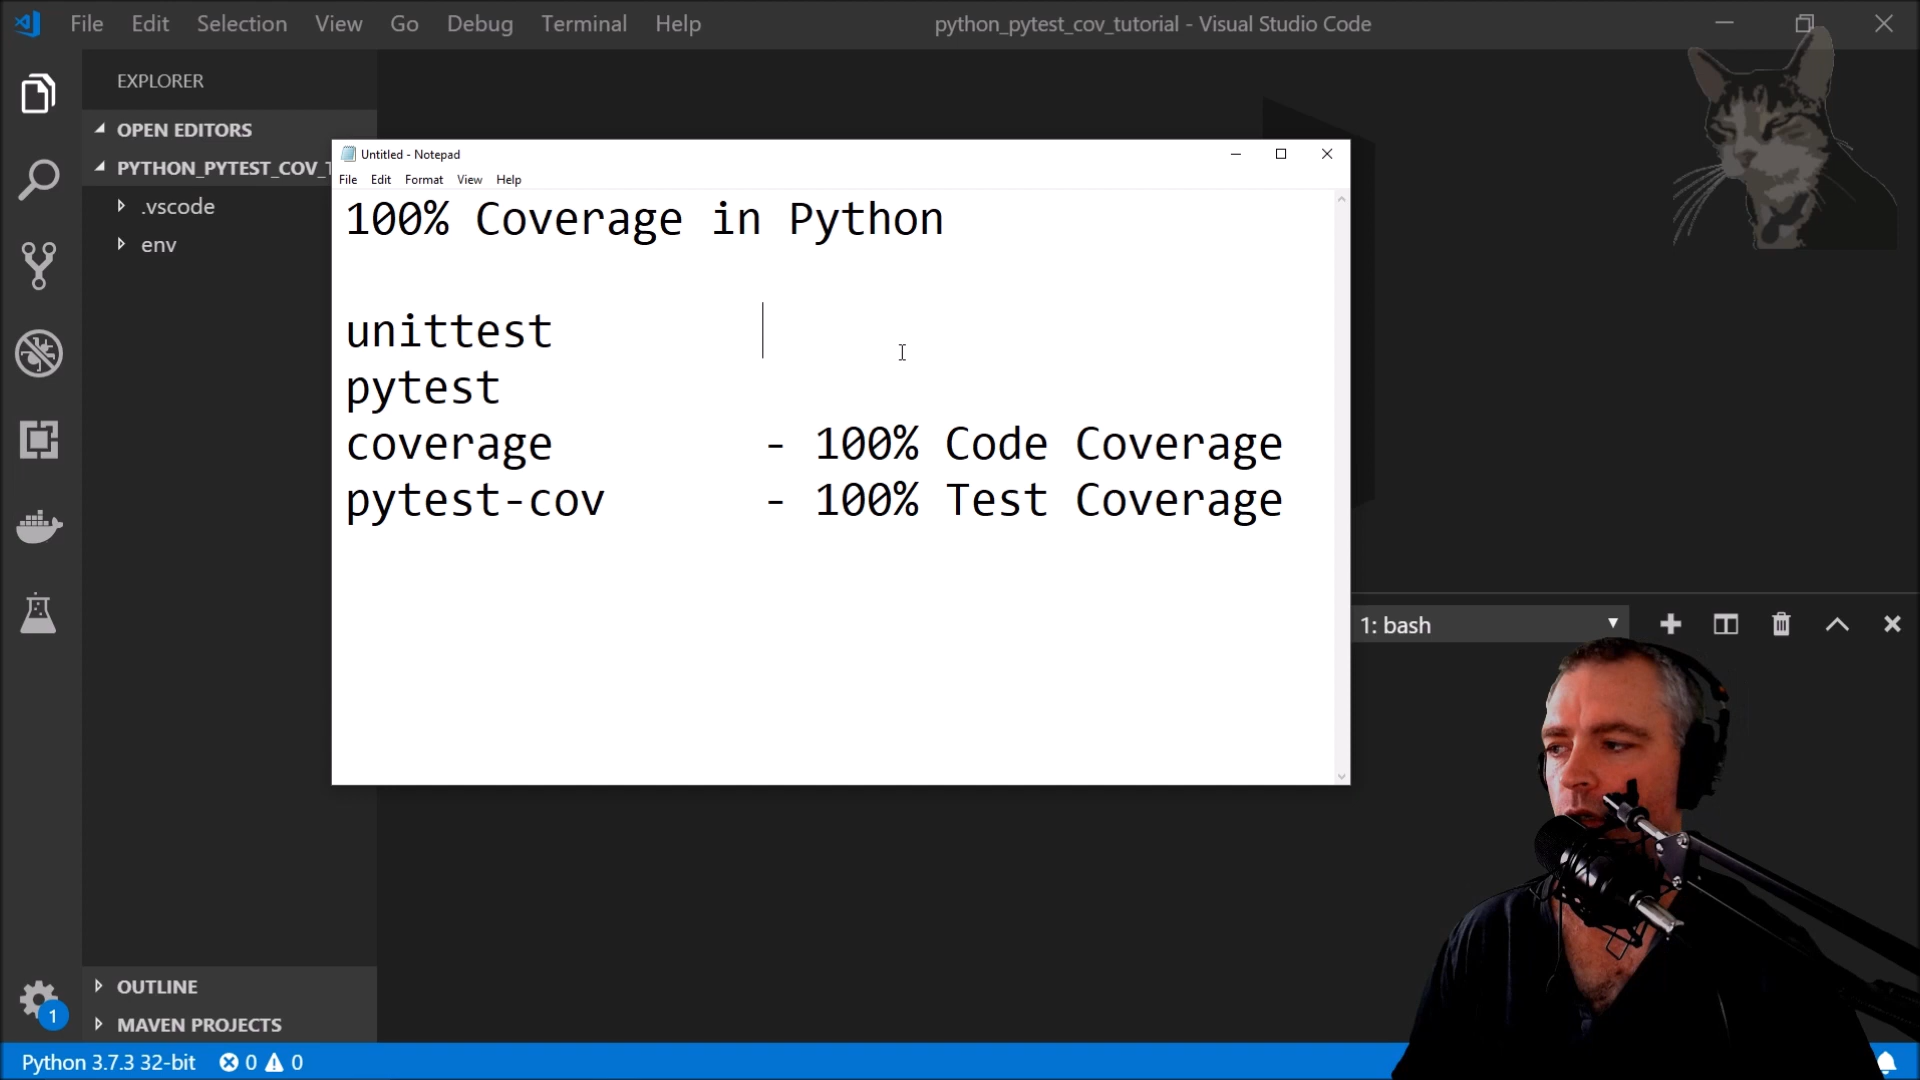 File Edit Selection View Go Debug Terminal Help
python_pytest_cov_tutorial - Visual Studio Code
EXPLORER
OPEN EDITORS
PYTHON_PYTEST_COV_T
.vscode
env
Untitled - Notepad
File Edit Format View Help
100% Coverage in Python
unittest
pytest
coverage - 100% Code Coverage
pytest-cov - 100% Test Coverage
1: bash
OUTLINE
1
MAVEN PROJECTS
Python 3.7.3 32-bit 0 0